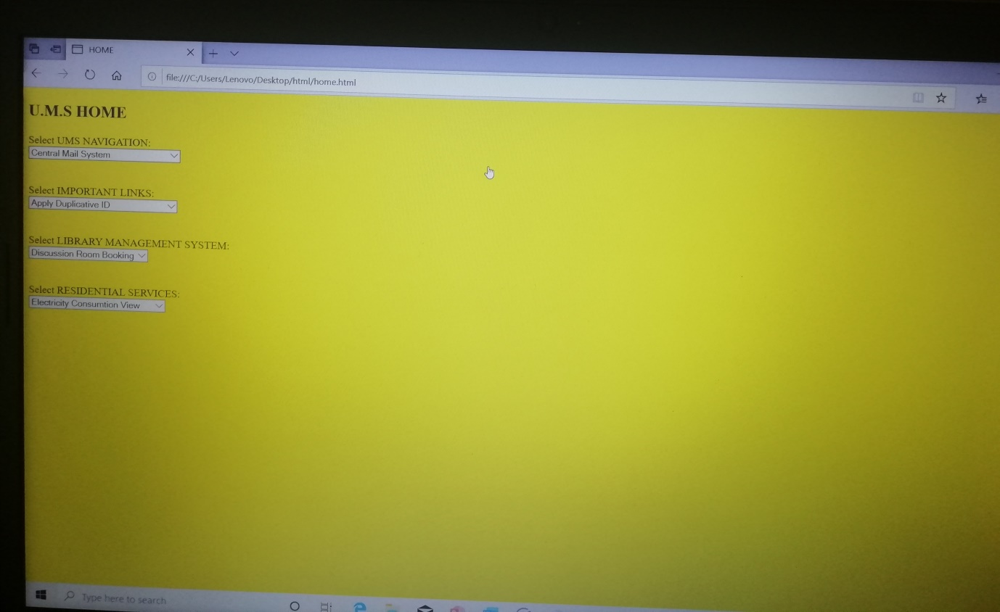 HOME
file:///C:/Users/Lenovo/Desktop/html/home.html
U.M.S HOME
Select UMS NAVIGATION:
Central Mail System
Select IMPORTANT LINKS:
Apply Duplicative ID
Select LIBRARY MANAGEMENT SYSTEM:
Discussion Room Booking
Select RESIDENTIAL SERVICES:
Electricity Consumtion View
Type here to search